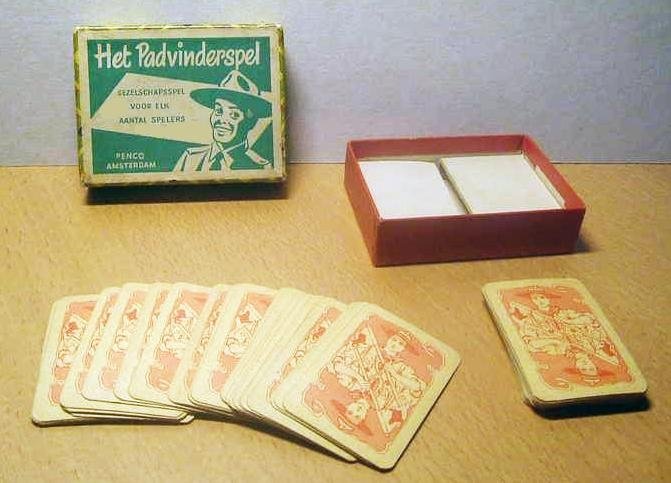 Het Padvinderspel
GEZELSCHAPSSPEL
VOOR ELK
AANTAL SPELERS
PENCO
AMSTERDAM